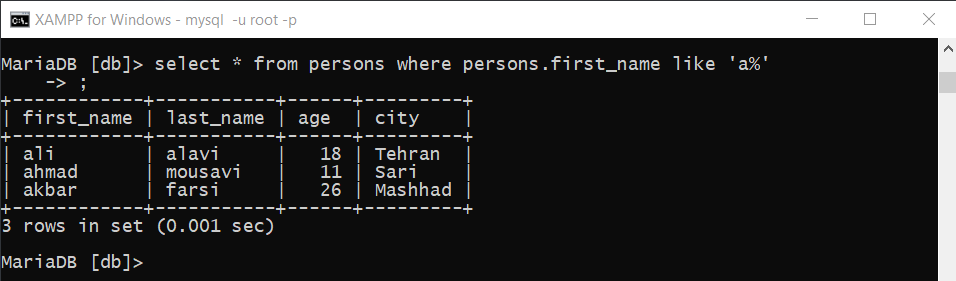 XAMPP for Windows - mysql  -u root -p
MariaDB [db]> select * from persons where persons.first_name like 'a%'
    -> ;
+------------+-----------+------+---------+
| first_name | last_name | age  | city    |
+------------+-----------+------+---------+
| ali        | alavi     |   18 | Tehran  |
| ahmad      | mousavi   |   11 | Sari    |
| akbar      | farsi     |   26 | Mashhad |
+------------+-----------+------+---------+
3 rows in set (0.001 sec)
MariaDB [db]>